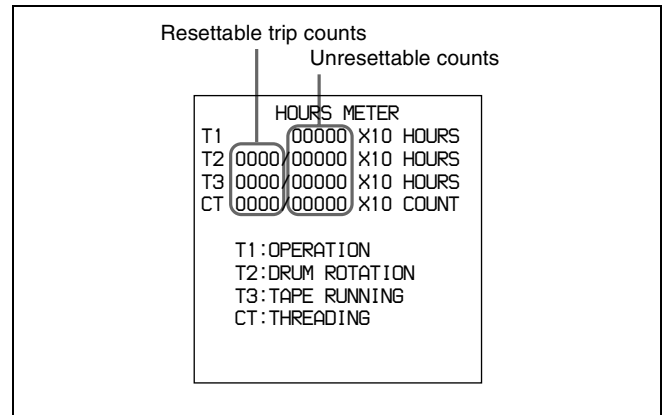 Resettable trip counts
Unresettable counts
HOURS METER
T1 00000 X10 HOURS
T2 0000/00000 X10 HOURS
T3 0000/00000 X10 HOURS
CT 0000/00000 X10 COUNT
T1:OPERATION
T2:DRUM ROTATION
T3:TAPE RUNNING
CT:THREADING